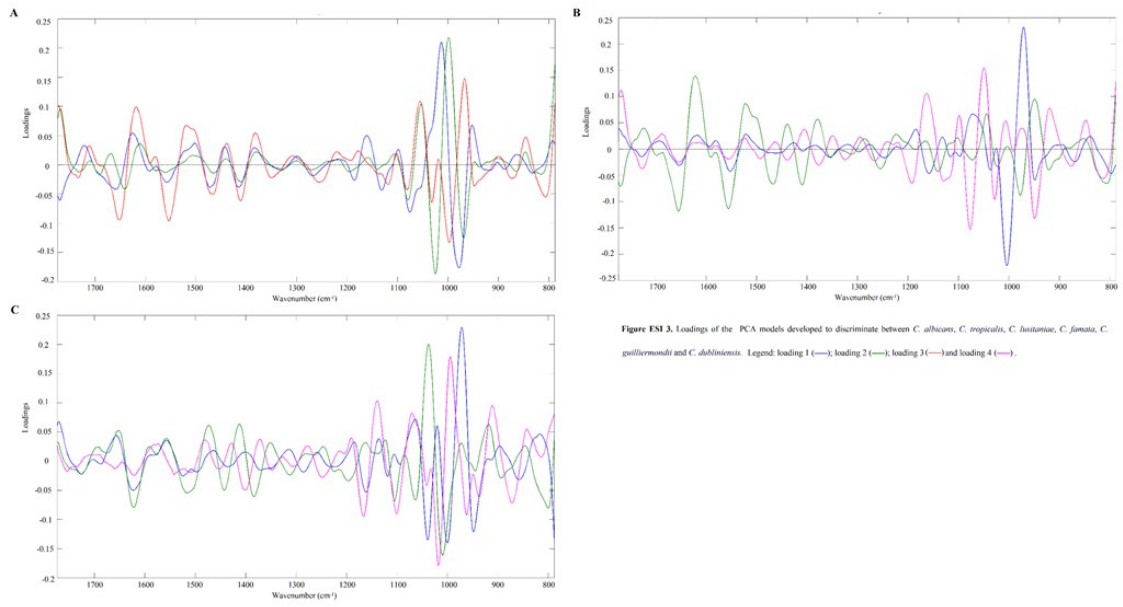 A
0.25
0.2
0.15
0.1
0.05
0
-0.05
-0.1
-0.15
-0.2
Loadings
1700 1600 1500 1400 1300 1200 1100 1000 900 800
Wavenumber (cm-1)
B
0.25
0.2
0.15
0.1
0.05
0
-0.05
-0.1
-0.15
-0.2
-0.25
Loadings
1700 1600 1500 1400 1300 1200 1100 1000 900 800
Wavenumber (cm-1)
C
0.25
0.2
0.15
0.1
0.05
0
-0.05
-0.1
-0.15
-0.2
Loadings
1700 1600 1500 1400 1300 1200 1100 1000 900 800
Wavenumber (cm-1)
Figure ESI 3. Loadings of the PCA models developed to discriminate between C. albicans, C. tropicalis, C. lusitaniae, C. famata, C.
guilliermondii and C. dubliniensis. Legend: loading 1 (—); loading 2 (—); loading 3 (—) and loading 4 (—) .